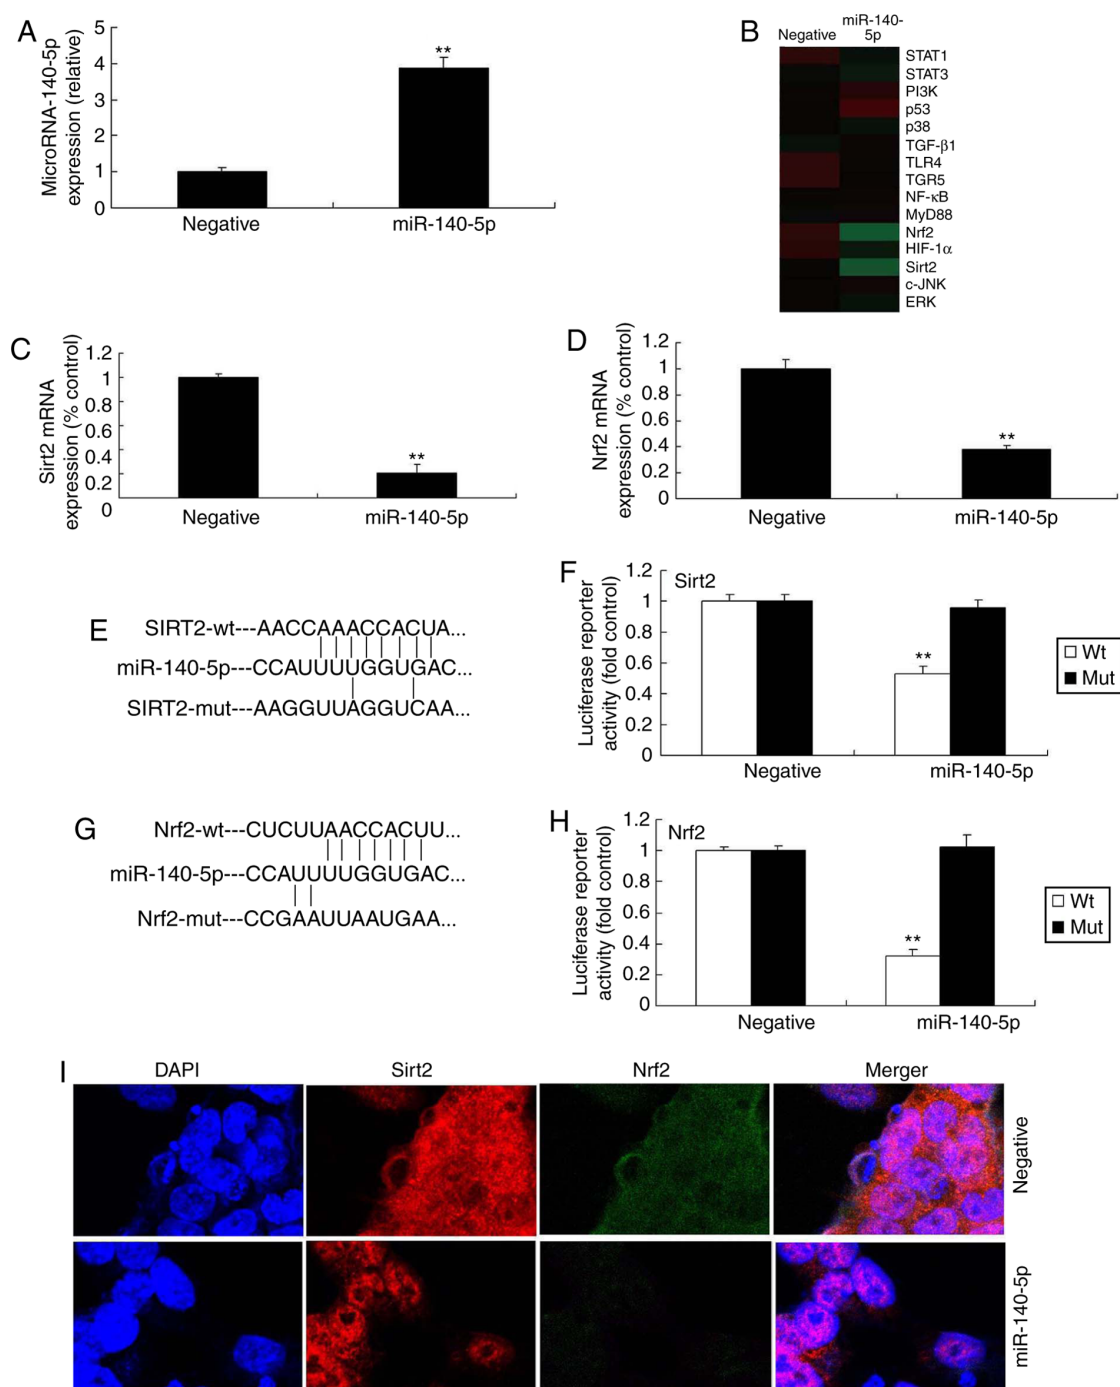 A
MicroRNA-140-5p
expression (relative)
5
4
3
2
1
0
**
Negative
miR-140-5p
B
Negative
miR-140-
5p
STAT1
STAT3
PI3K
p53
p38
TGF-β1
TLR4
TGR5
NF-κB
MyD88
Nrf2
HIF-1α
Sirt2
c-JNK
ERK
C
Sirt2 mRNA
expression (% control)
1.2
1
0.8
0.6
0.4
0.2
0
**
Negative
miR-140-5p
D
Nrf2 mRNA
expression (% control)
1.2
1
0.8
0.6
0.4
0.2
0
**
Negative
miR-140-5p
E
SIRT2-wt---AACCAAACCACUA...
miR-140-5p---CCAUUUUGGUGAC...
SIRT2-mut---AAGGUUAGGUCAA...
F
Luciferase reporter
activity (fold control)
1.2
1
0.8
0.6
0.4
0.2
0
Sirt2
**
Negative
miR-140-5p
Wt
Mut
G
Nrf2-wt---CUCUUAACCACUU...
miR-140-5p---CCAUUUUGGUGAC...
Nrf2-mut---CCGAAUUAAUGAA...
H
Luciferase reporter
activity (fold control)
1.2
1
0.8
0.6
0.4
0.2
0
Nrf2
**
Negative
miR-140-5p
Wt
Mut
I
DAPI
Sirt2
Nrf2
Merger
Negative
miR-140-5p